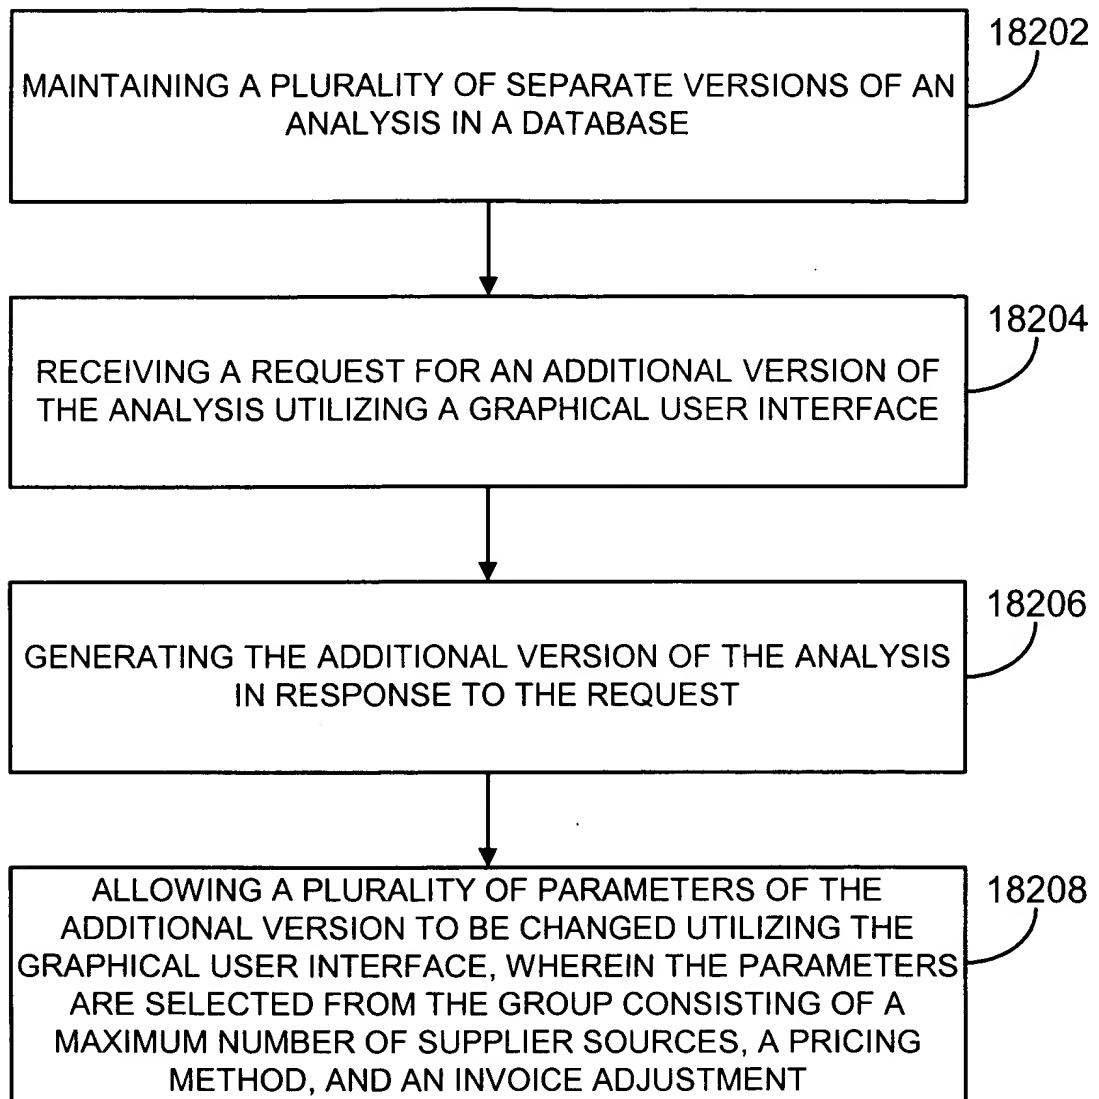 18202
MAINTAINING A PLURALITY OF SEPARATE VERSIONS OF AN
ANALYSIS IN A DATABASE
18204
RECEIVING A REQUEST FOR AN ADDITIONAL VERSION OF
THE ANALYSIS UTILIZING A GRAPHICAL USER INTERFACE
18206
GENERATING THE ADDITIONAL VERSION OF THE ANALYSIS
IN RESPONSE TO THE REQUEST
18208
ALLOWING A PLURALITY OF PARAMETERS OF THE
ADDITIONAL VERSION TO BE CHANGED UTILIZING THE
GRAPHICAL USER INTERFACE, WHEREIN THE PARAMETERS
ARE SELECTED FROM THE GROUP CONSISTING OF A
MAXIMUM NUMBER OF SUPPLIER SOURCES, A PRICING
METHOD, AND AN INVOICE ADJUSTMENT